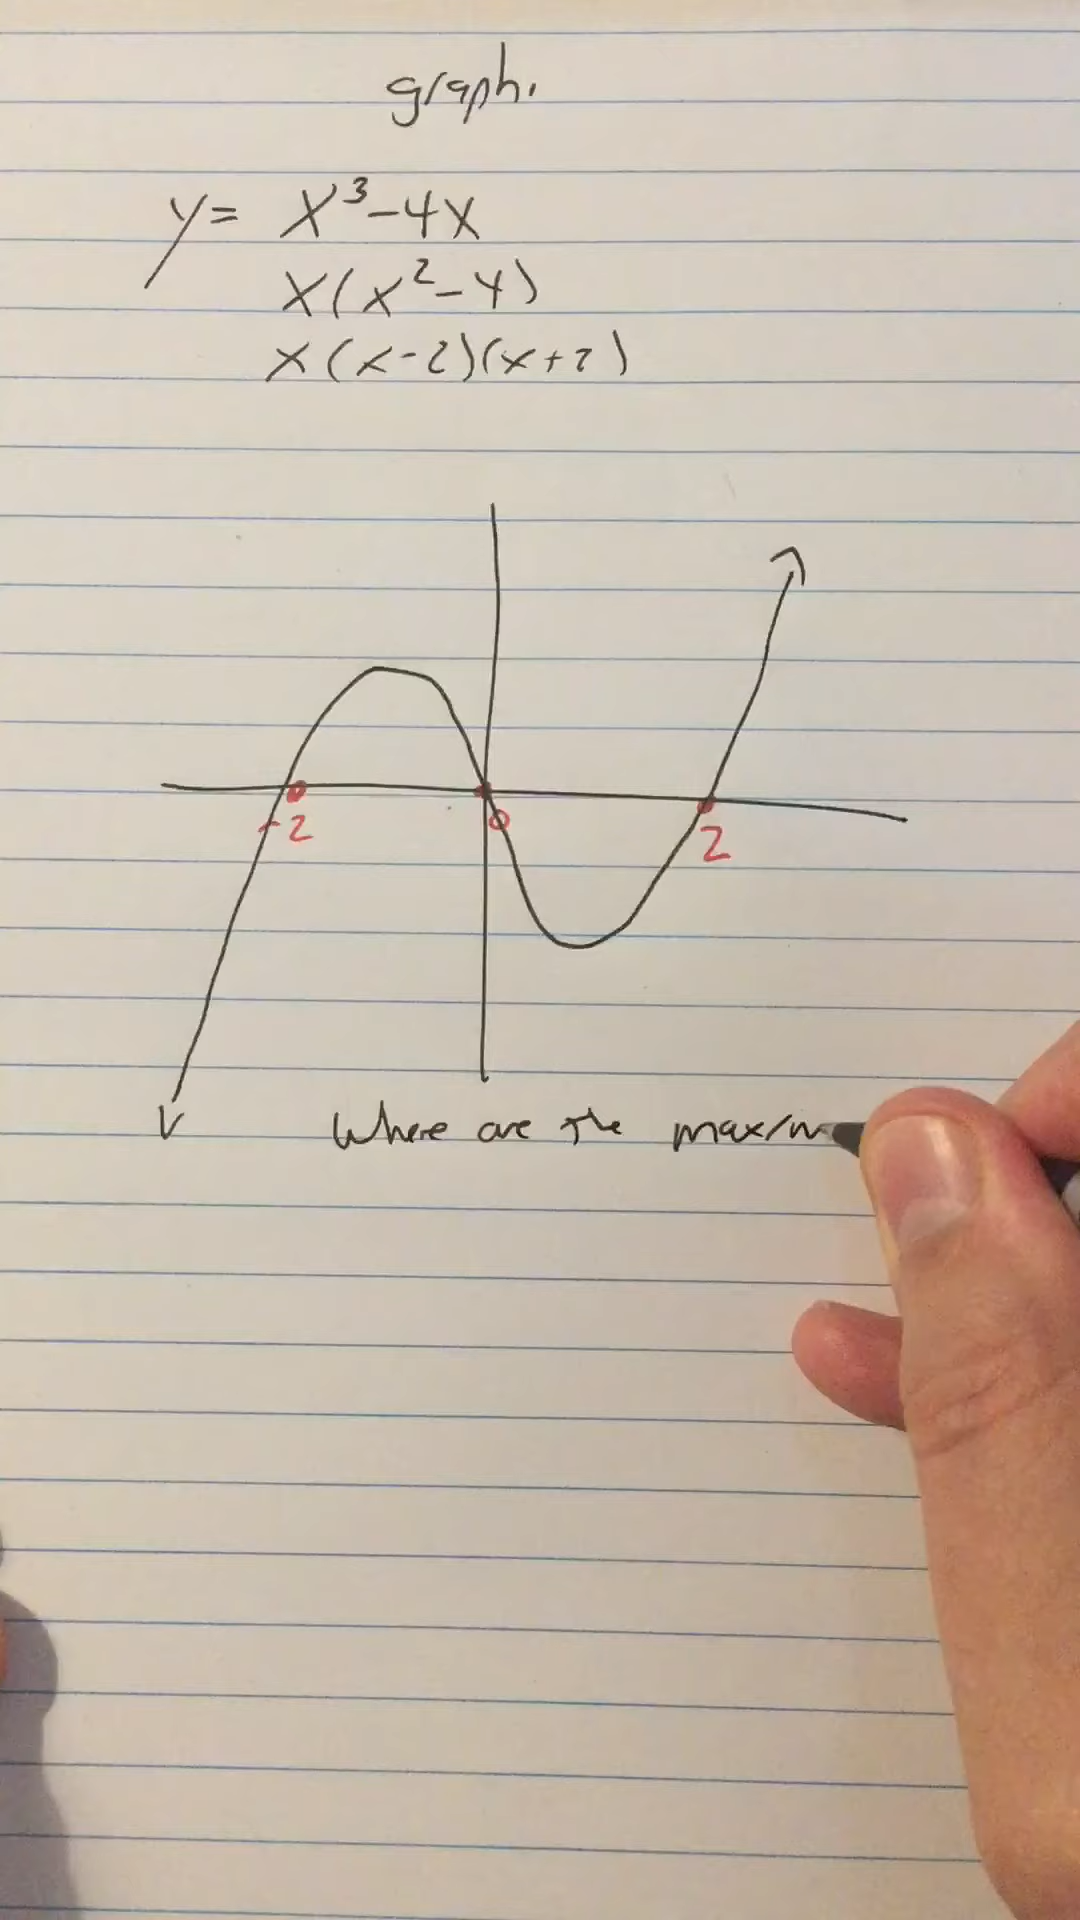 graph.
y= x³-4x
x(x²-4)
x(x-2)(x+2)
-2 0 2
Where are the max/m